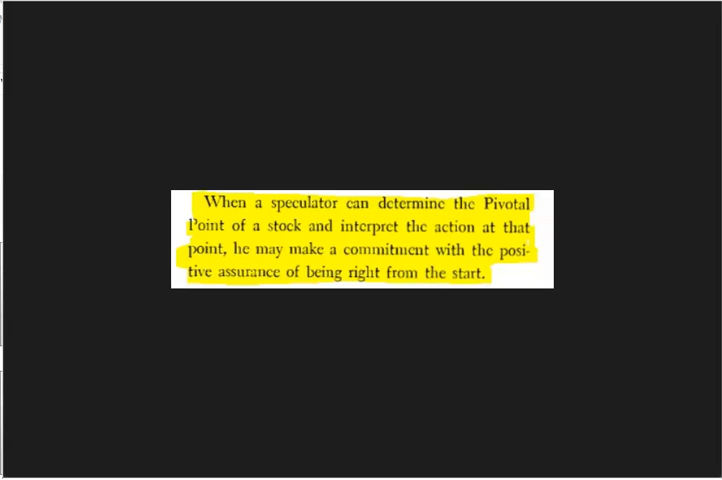 When a speculator can determine the Pivotal
Point of a stock and interpret the action at that
point, he may make a commitment with the posi-
tive assurance of being right from the start.